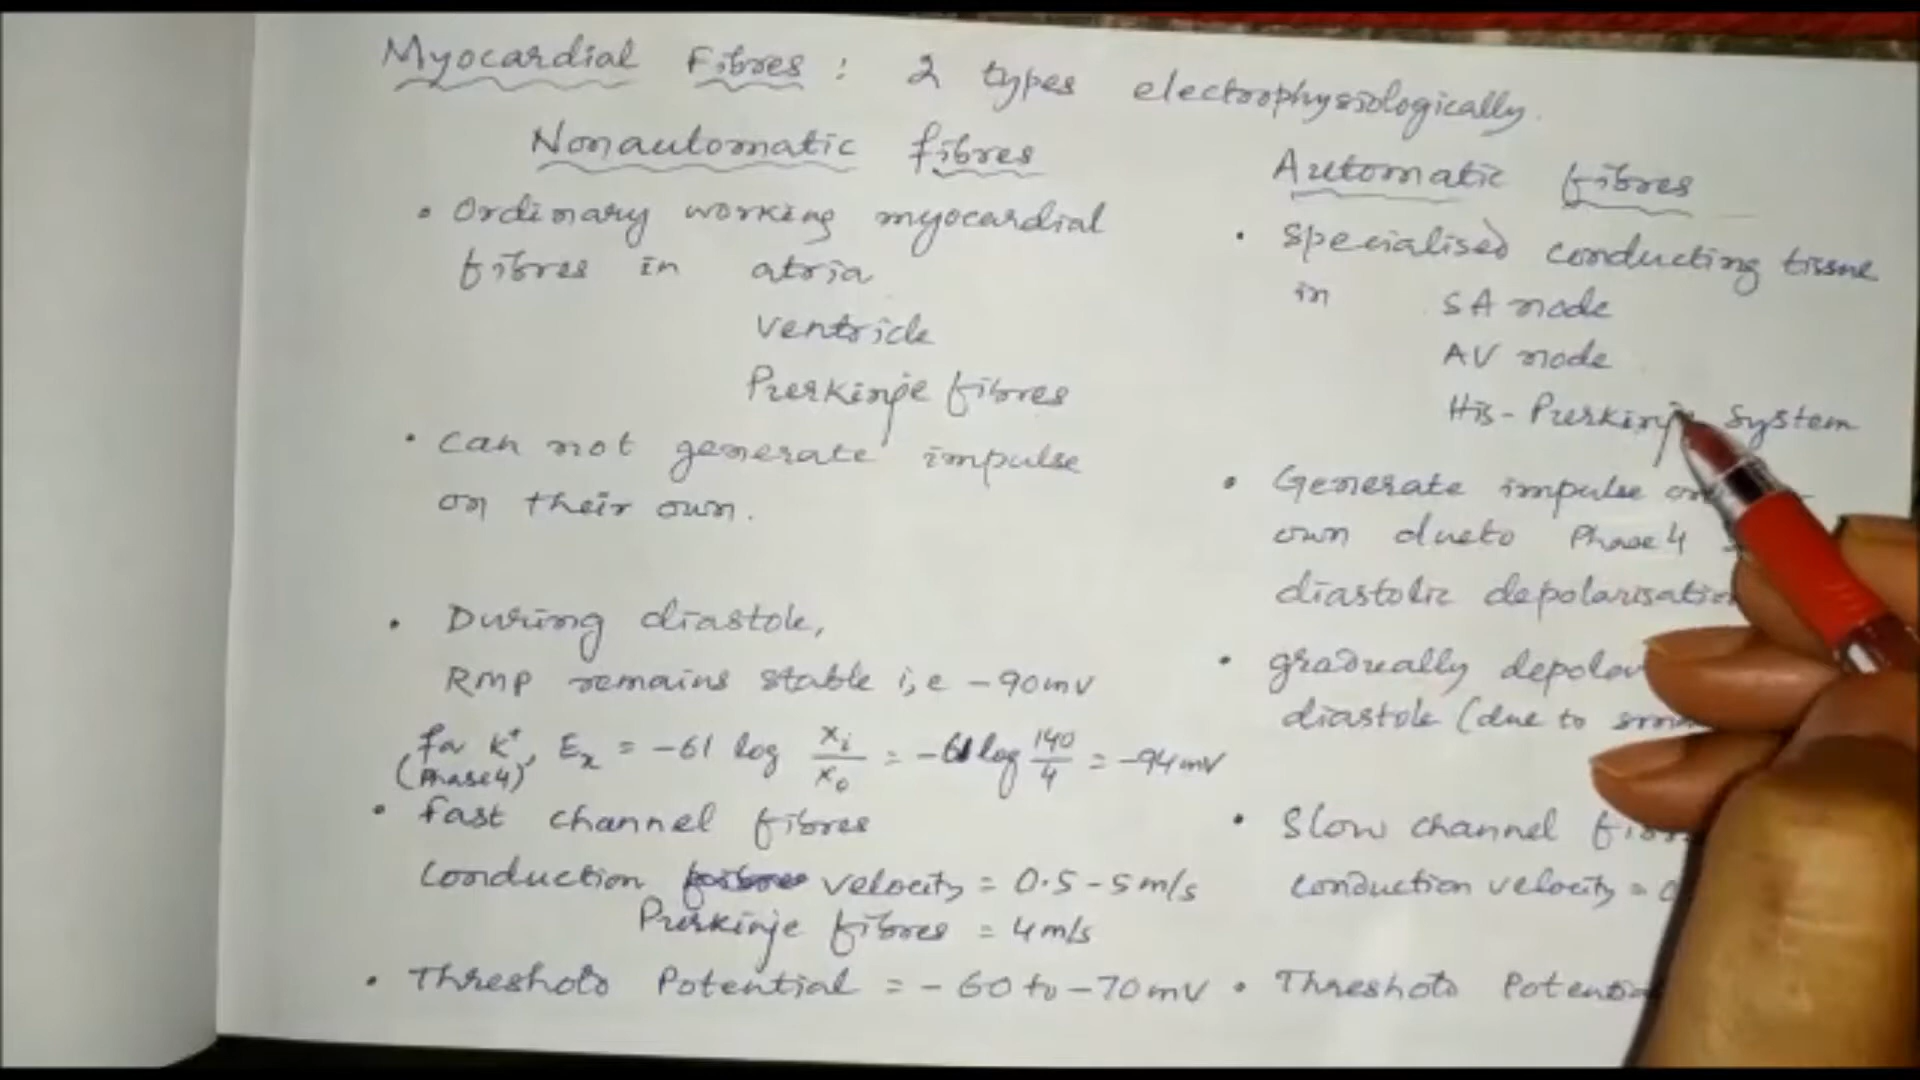 Myocardial Fibres : 2 types electrophysiologically.
Nonautomatic fibres
• Ordinary working myocardial
fibres in atria
ventricle
Purkinje fibres
• can not generate impulse
on their own.
• During diastole,
RMP remains stable i,e -90mv
for K⁺, Ex = -61 log xi/xo = -61 log 140/4 = -94mV
(Phase4)
• fast channel fibres
conduction velocity = 0.5-5m/s
Purkinje fibres = 4m/s
• Threshold Potential = -60 to -70mV
Automatic fibres
• Specialised conducting tissue
in SA node
AV node
His-Purkinje System
• Generate impulse
own dueto Phase 4
diastolic depolarisation
• gradually
diastole (due to
• Slow channel
conduction velocity =
• Threshold